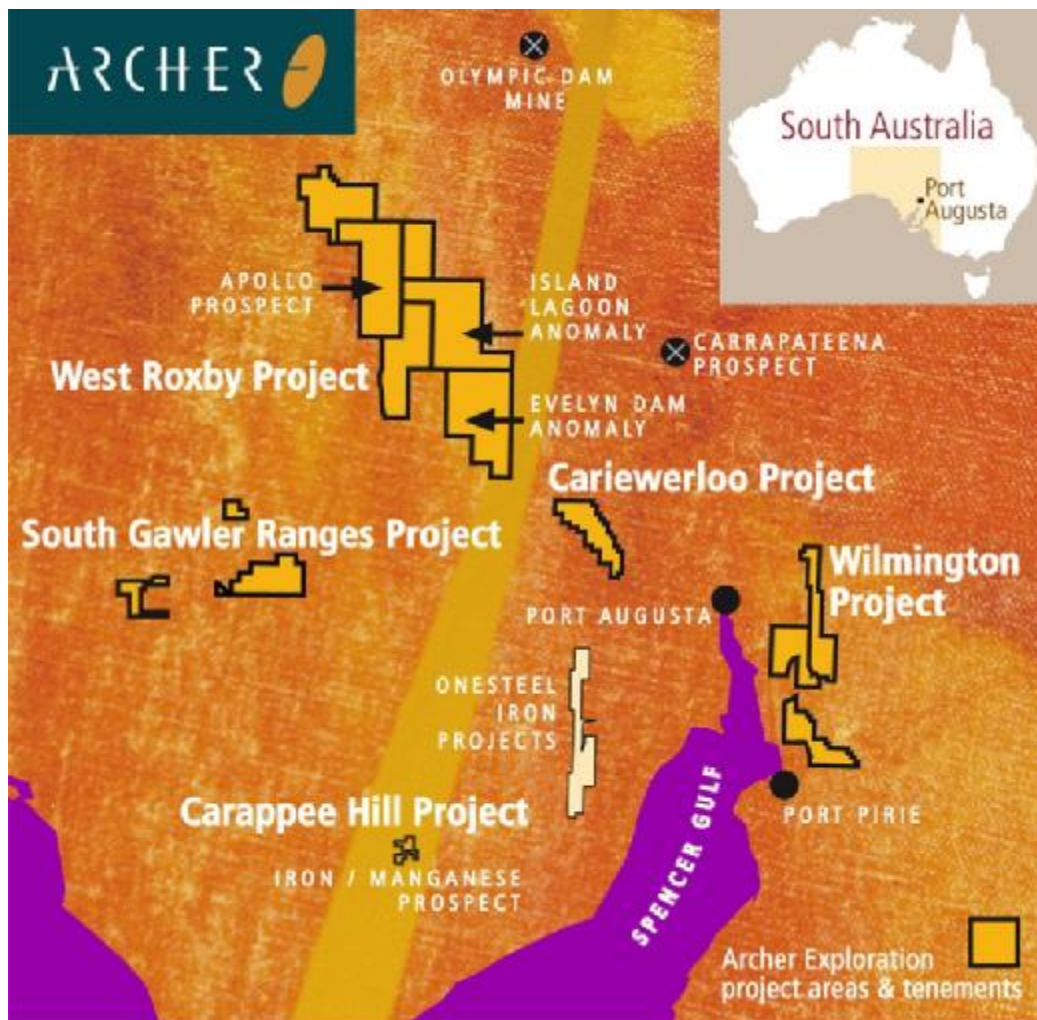 ARCHER
OLYMPIC DAM
MINE
South Australia
Port
Augusta
APOLLO
PROSPECT
ISLAND
LAGOON
ANOMALY
CARRAPATEENA
PROSPECT
West Roxby Project
EVELYN DAM
ANOMALY
Cariewerloo Project
South Gawler Ranges Project
Wilmington
Project
PORT AUGUSTA
ONESTEEL
IRON
PROJECTS
SPENCER GULF
Carappee Hill Project
PORT PIRIE
IRON / MANGANESE
PROSPECT
Archer Exploration
project areas & tenements